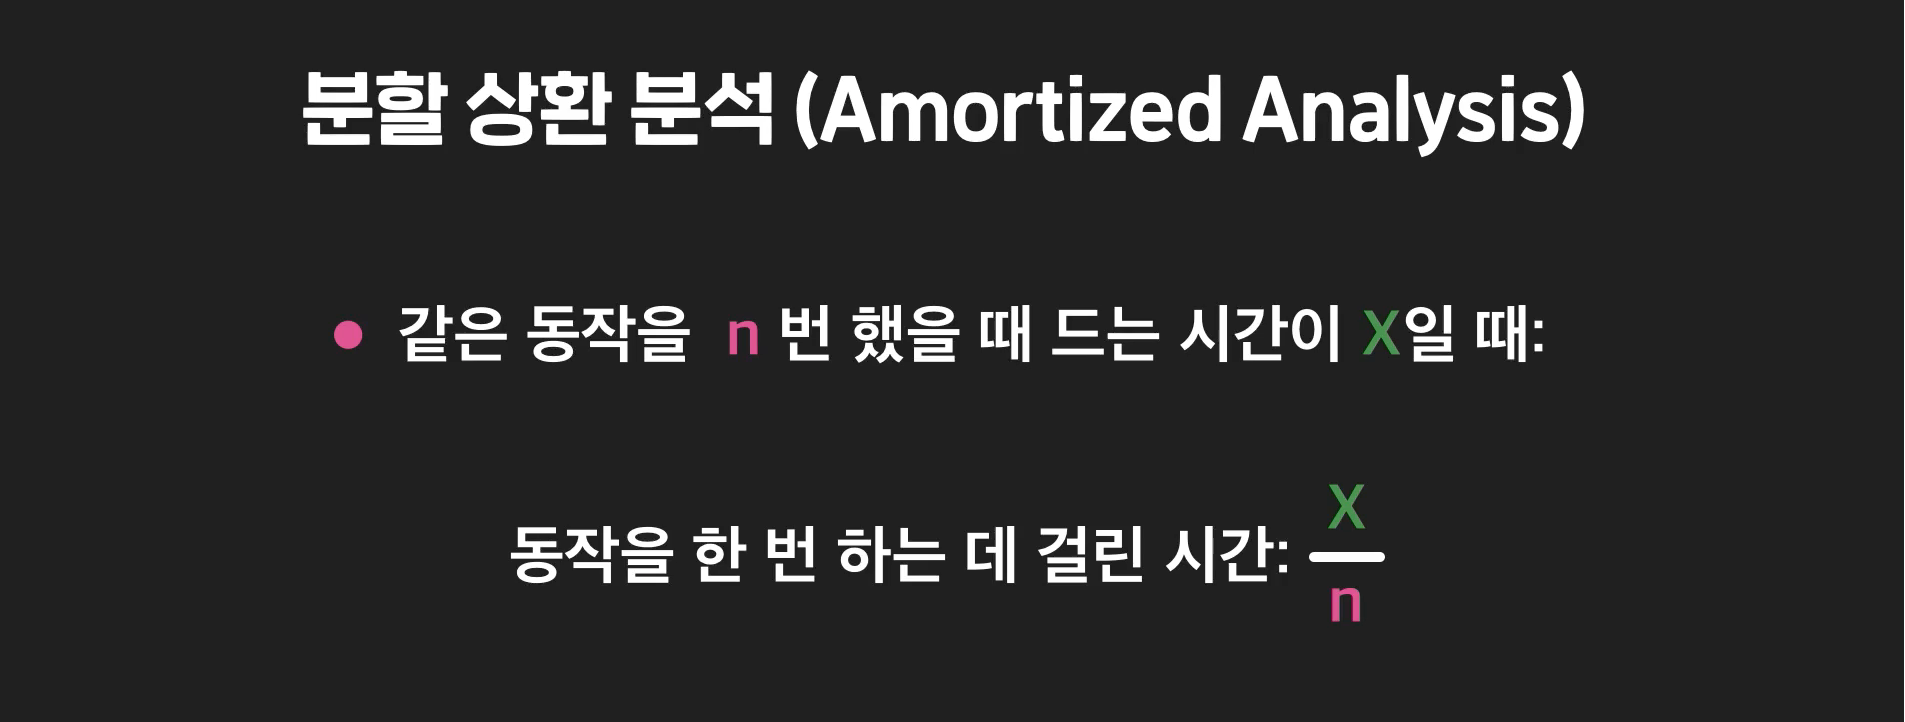 분할 상환 분석 (Amortized Analysis)
같은 동작을 n 번 했을 때 드는 시간이 X일 때:
동작을 한 번 하는 데 걸린 시간:
X
n